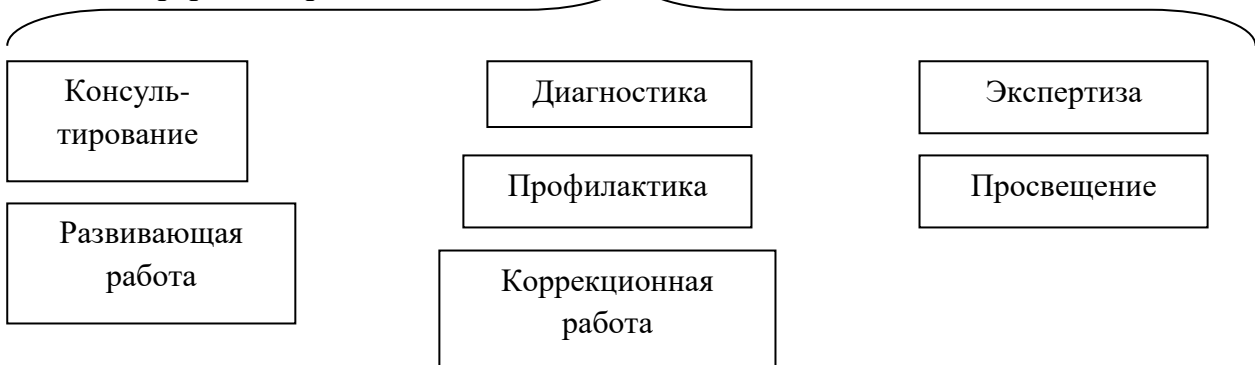 Консуль-
тирование
Диагностика
Экспертиза
Профилактика
Просвещение
Развивающая
работа
Коррекционная
работа